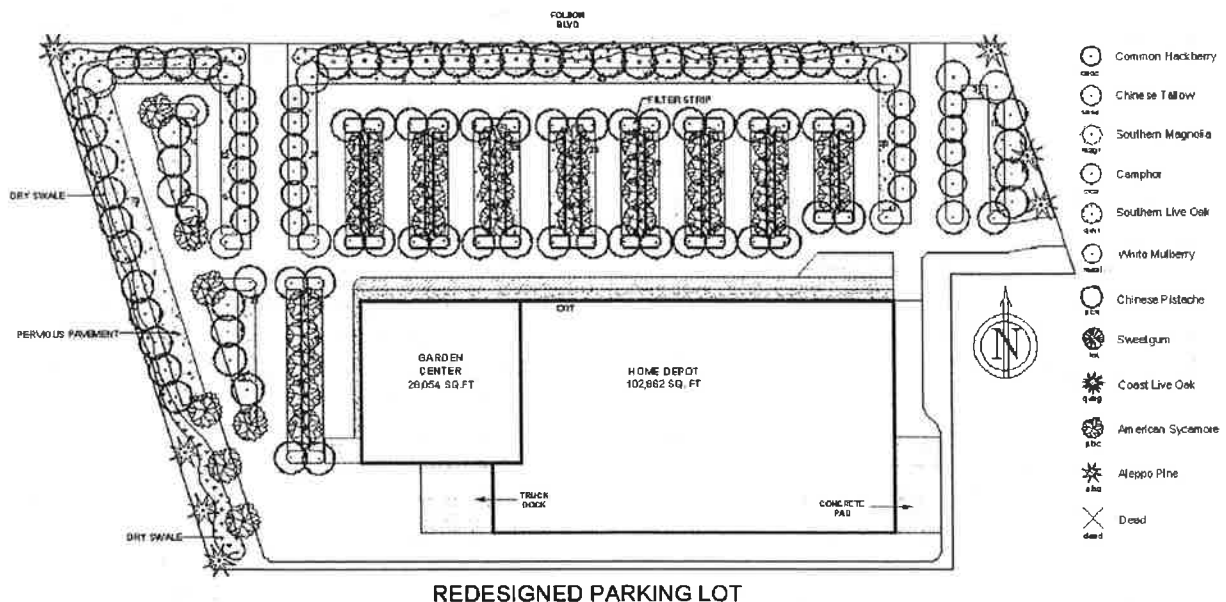 FOLSOM
BLVD
FILTER STRIP
DRY SWALE
PERVIOUS PAVEMENT
DRY SWALE
GARDEN
CENTER
26,054 SQ.FT
HOME DEPOT
102,662 SQ. FT
TRUCK
DOCK
CONCRETE
PAD
N
Common Hackberry
Chinese Tallow
Southern Magnolia
Camphor
Southern Live Oak
White Mulberry
Chinese Pistache
Sweetgum
Coast Live Oak
American Sycamore
Aleppo Pine
Dead
dead
REDESIGNED PARKING LOT